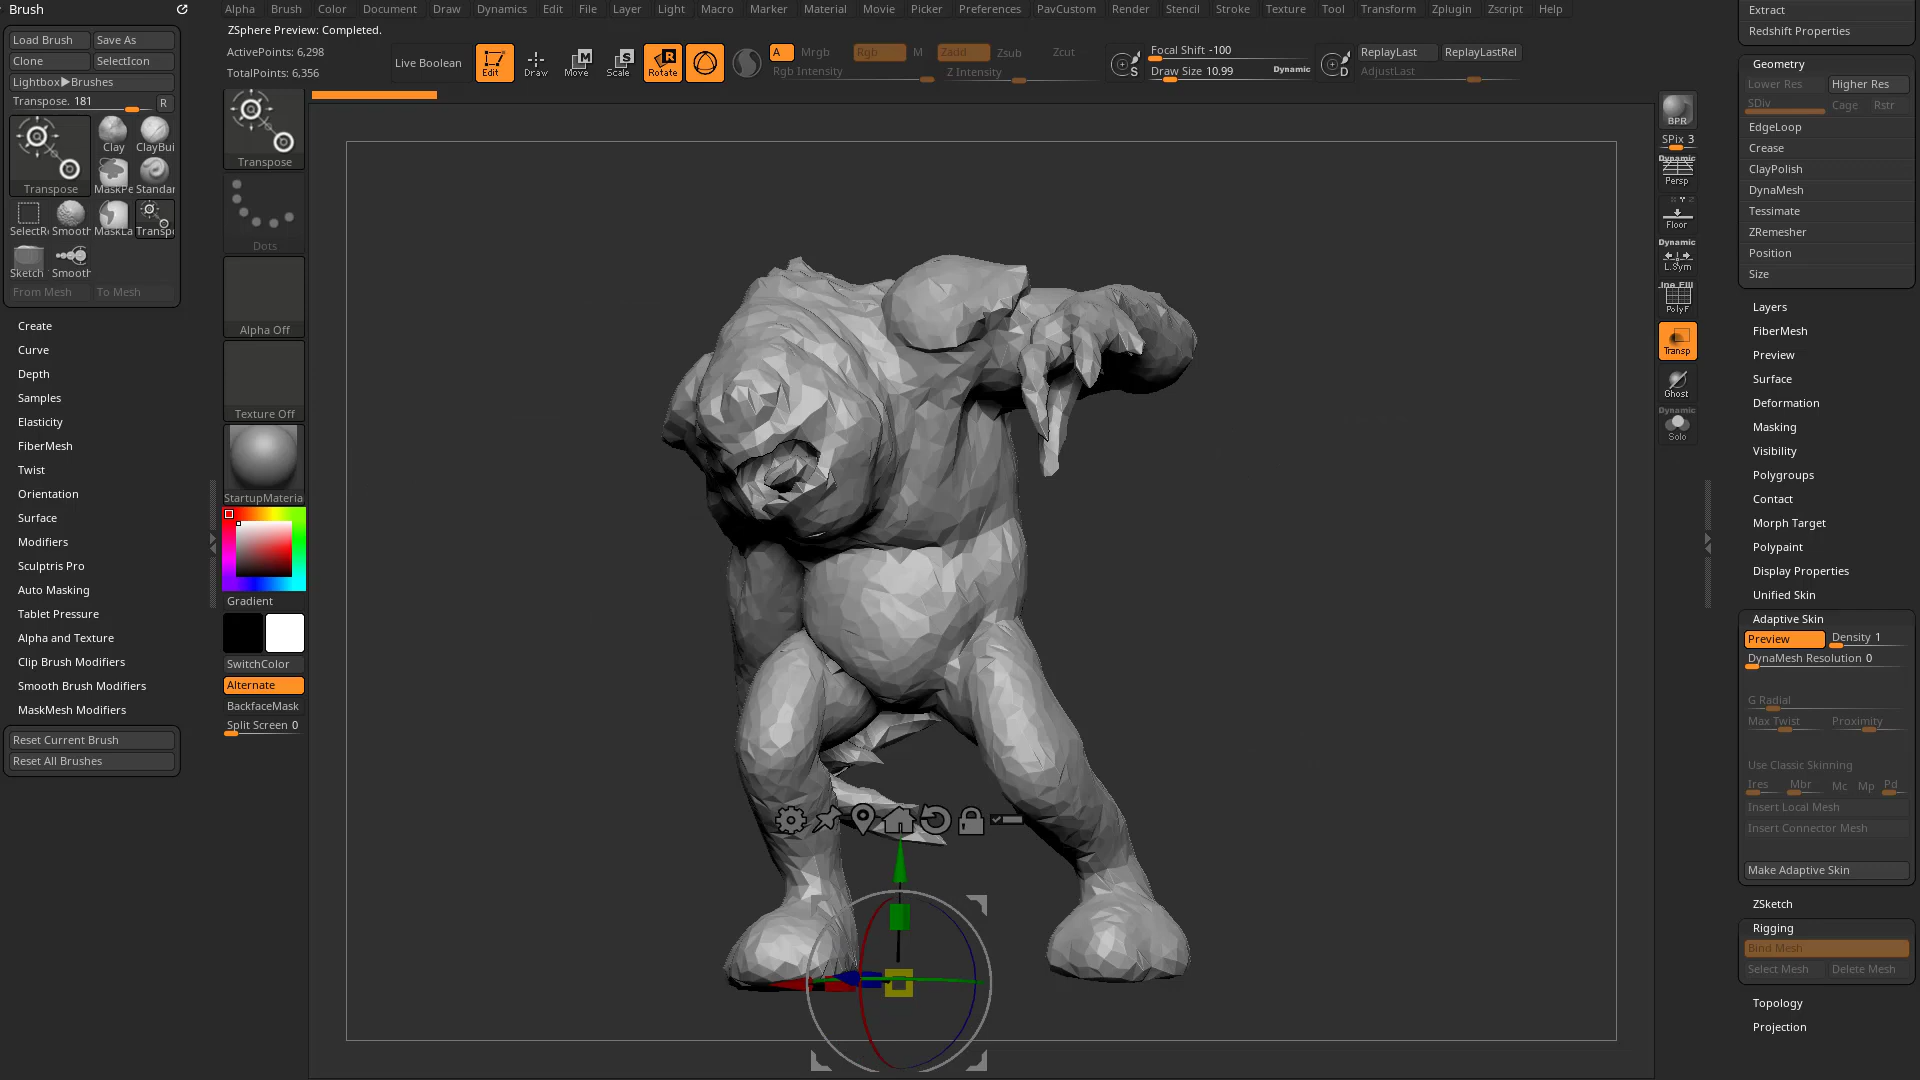 Brush
Alpha Brush Color Document Draw Dynamics Edit File Layer Light Macro Marker Material Movie Picker Preferences PavCustom Render Stencil Stroke Texture Tool Transform Zplugin Zscript Help
ZSphere Preview: Completed.
ActivePoints: 6,298
TotalPoints: 6,356
Live Boolean
Edit
Draw
Move
Scale
Rotate
A Mrgb Rgb M Zadd Zsub Zcut
Rgb Intensity Z Intensity
Focal Shift -100
Draw Size 10.99 Dynamic
ReplayLast ReplayLastRel
AdjustLast
Load Brush Save As
Clone SelectIcon
Lightbox▶Brushes
Transpose. 181 R
Transpose
Clay ClayBui
MaskPe Standar
SelectRe Smooth MaskLa Transpo
Sketch Smooth
From Mesh To Mesh
Create
Curve
Depth
Samples
Elasticity
FiberMesh
Twist
Orientation
Surface
Modifiers
Sculptris Pro
Auto Masking
Tablet Pressure
Alpha and Texture
Clip Brush Modifiers
Smooth Brush Modifiers
MaskMesh Modifiers
Reset Current Brush
Reset All Brushes
Transpose
Dots
Alpha Off
Texture Off
StartupMateria
Gradient
SwitchColor
Alternate
BackfaceMask
Split Screen 0
BPR
SPix 3
Dynamic
Persp
Floor
Dynamic
L.Sym
Line Fill
PolyF
Transp
Ghost
Dynamic
Solo
Extract
Redshift Properties
Geometry
Lower Res Higher Res
SDiv Cage Rstr
EdgeLoop
Crease
ClayPolish
DynaMesh
Tessimate
ZRemesher
Position
Size
Layers
FiberMesh
Preview
Surface
Deformation
Masking
Visibility
Polygroups
Contact
Morph Target
Polypaint
Display Properties
Unified Skin
Adaptive Skin
Preview Density 1
DynaMesh Resolution 0
G Radial
Max Twist Proximity
Use Classic Skinning
Ires Mbr Mc Mp Pd
Insert Local Mesh
Insert Connector Mesh
Make Adaptive Skin
ZSketch
Rigging
Bind Mesh
Select Mesh Delete Mesh
Topology
Projection